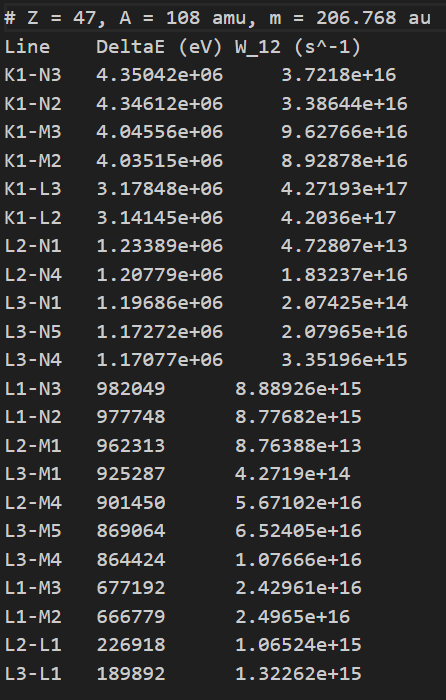 # Z = 47, A = 108 amu, m = 206.768 au
Line DeltaE (eV) W_12 (s^-1)
K1-N3 4.35042e+06 3.7218e+16
K1-N2 4.34612e+06 3.38644e+16
K1-M3 4.04556e+06 9.62766e+16
K1-M2 4.03515e+06 8.92878e+16
K1-L3 3.17848e+06 4.27193e+17
K1-L2 3.14145e+06 4.2036e+17
L2-N1 1.23389e+06 4.72807e+13
L2-N4 1.20779e+06 1.83237e+16
L3-N1 1.19686e+06 2.07425e+14
L3-N5 1.17272e+06 2.07965e+16
L3-N4 1.17077e+06 3.35196e+15
L1-N3 982049 8.88926e+15
L1-N2 977748 8.77682e+15
L2-M1 962313 8.76388e+13
L3-M1 925287 4.2719e+14
L2-M4 901450 5.67102e+16
L3-M5 869064 6.52405e+16
L3-M4 864424 1.07666e+16
L1-M3 677192 2.42961e+16
L1-M2 666779 2.4965e+16
L2-L1 226918 1.06524e+15
L3-L1 189892 1.32262e+15